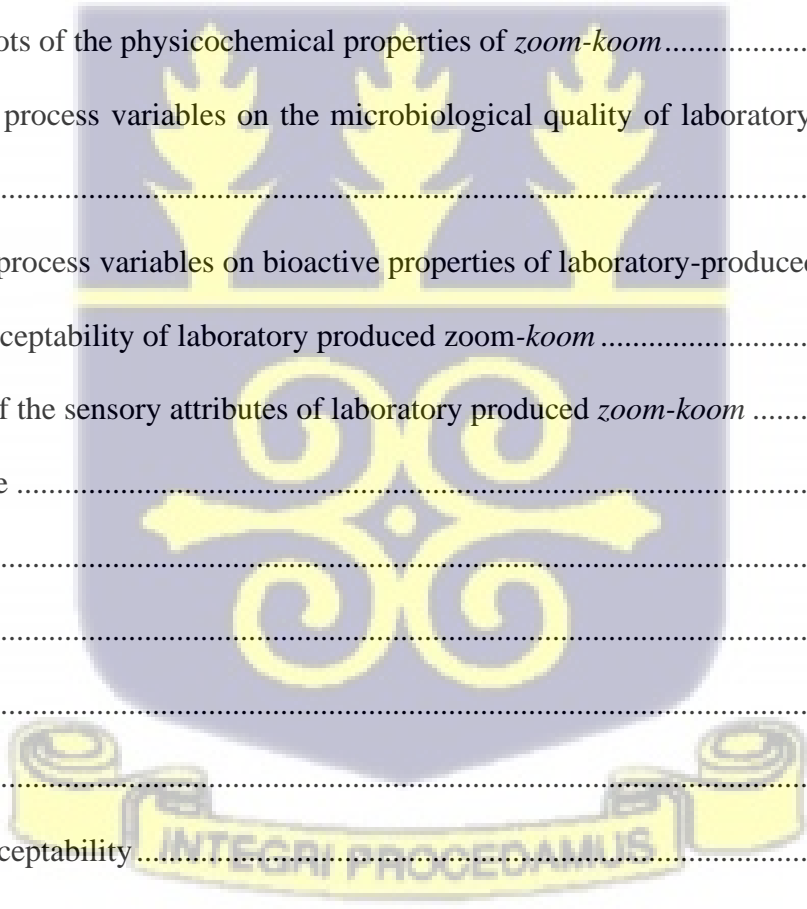 ots of the physicochemical properties of zoom-koom....................
process variables on the microbiological quality of laboratory
........................................................................................................
process variables on bioactive properties of laboratory-produced
ceptability of laboratory produced zoom-koom..........................
f the sensory attributes of laboratory produced zoom-koom .......
e .....................................................................................................
........................................................................................................
........................................................................................................
........................................................................................................
........................................................................................................
ceptability.......................................................................................
INTEGRI PROCEDAMUS